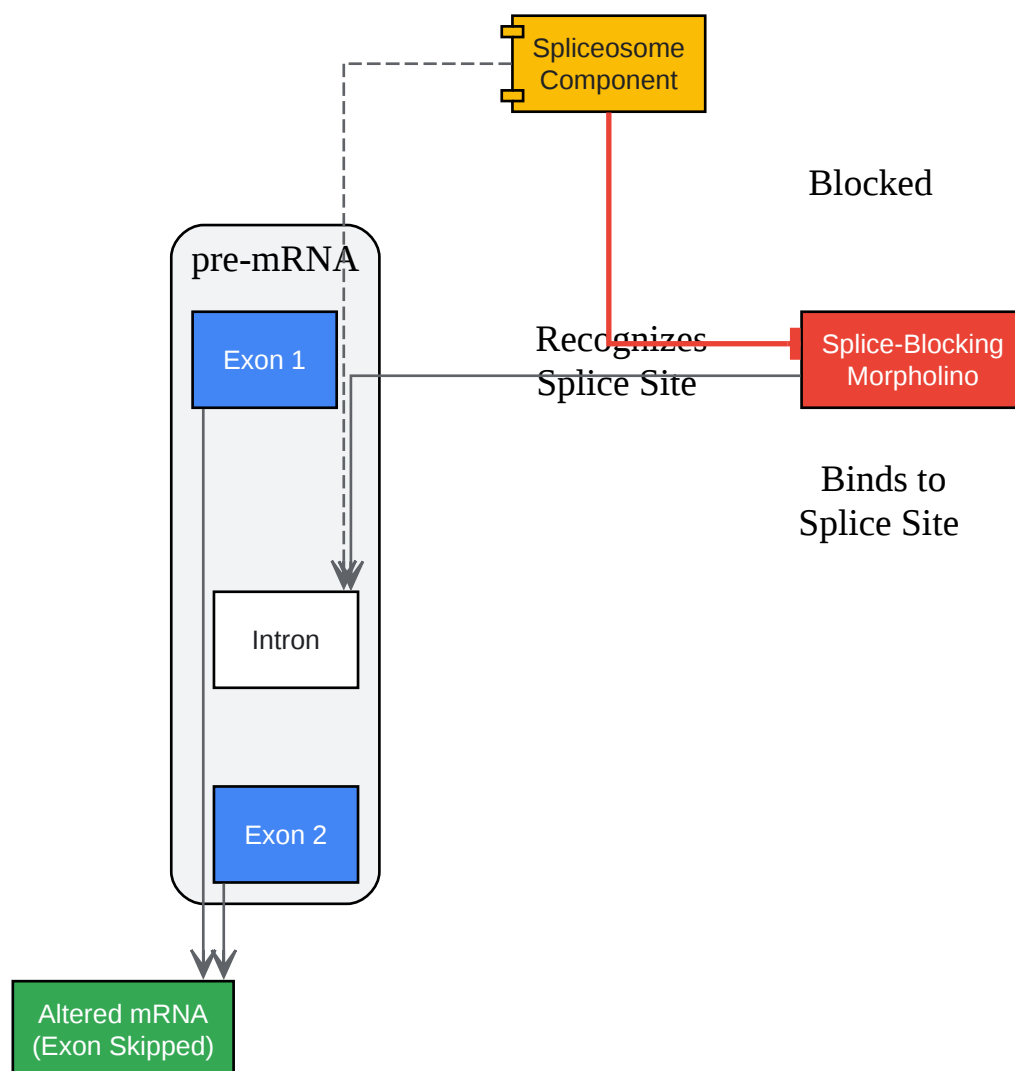 Spliceosome
Component
Blocked
pre-mRNA
Exon 1
Recognizes
Splice Site
Splice-Blocking
Morpholino
Binds to
Splice Site
Intron
Exon 2
Altered mRNA
(Exon Skipped)